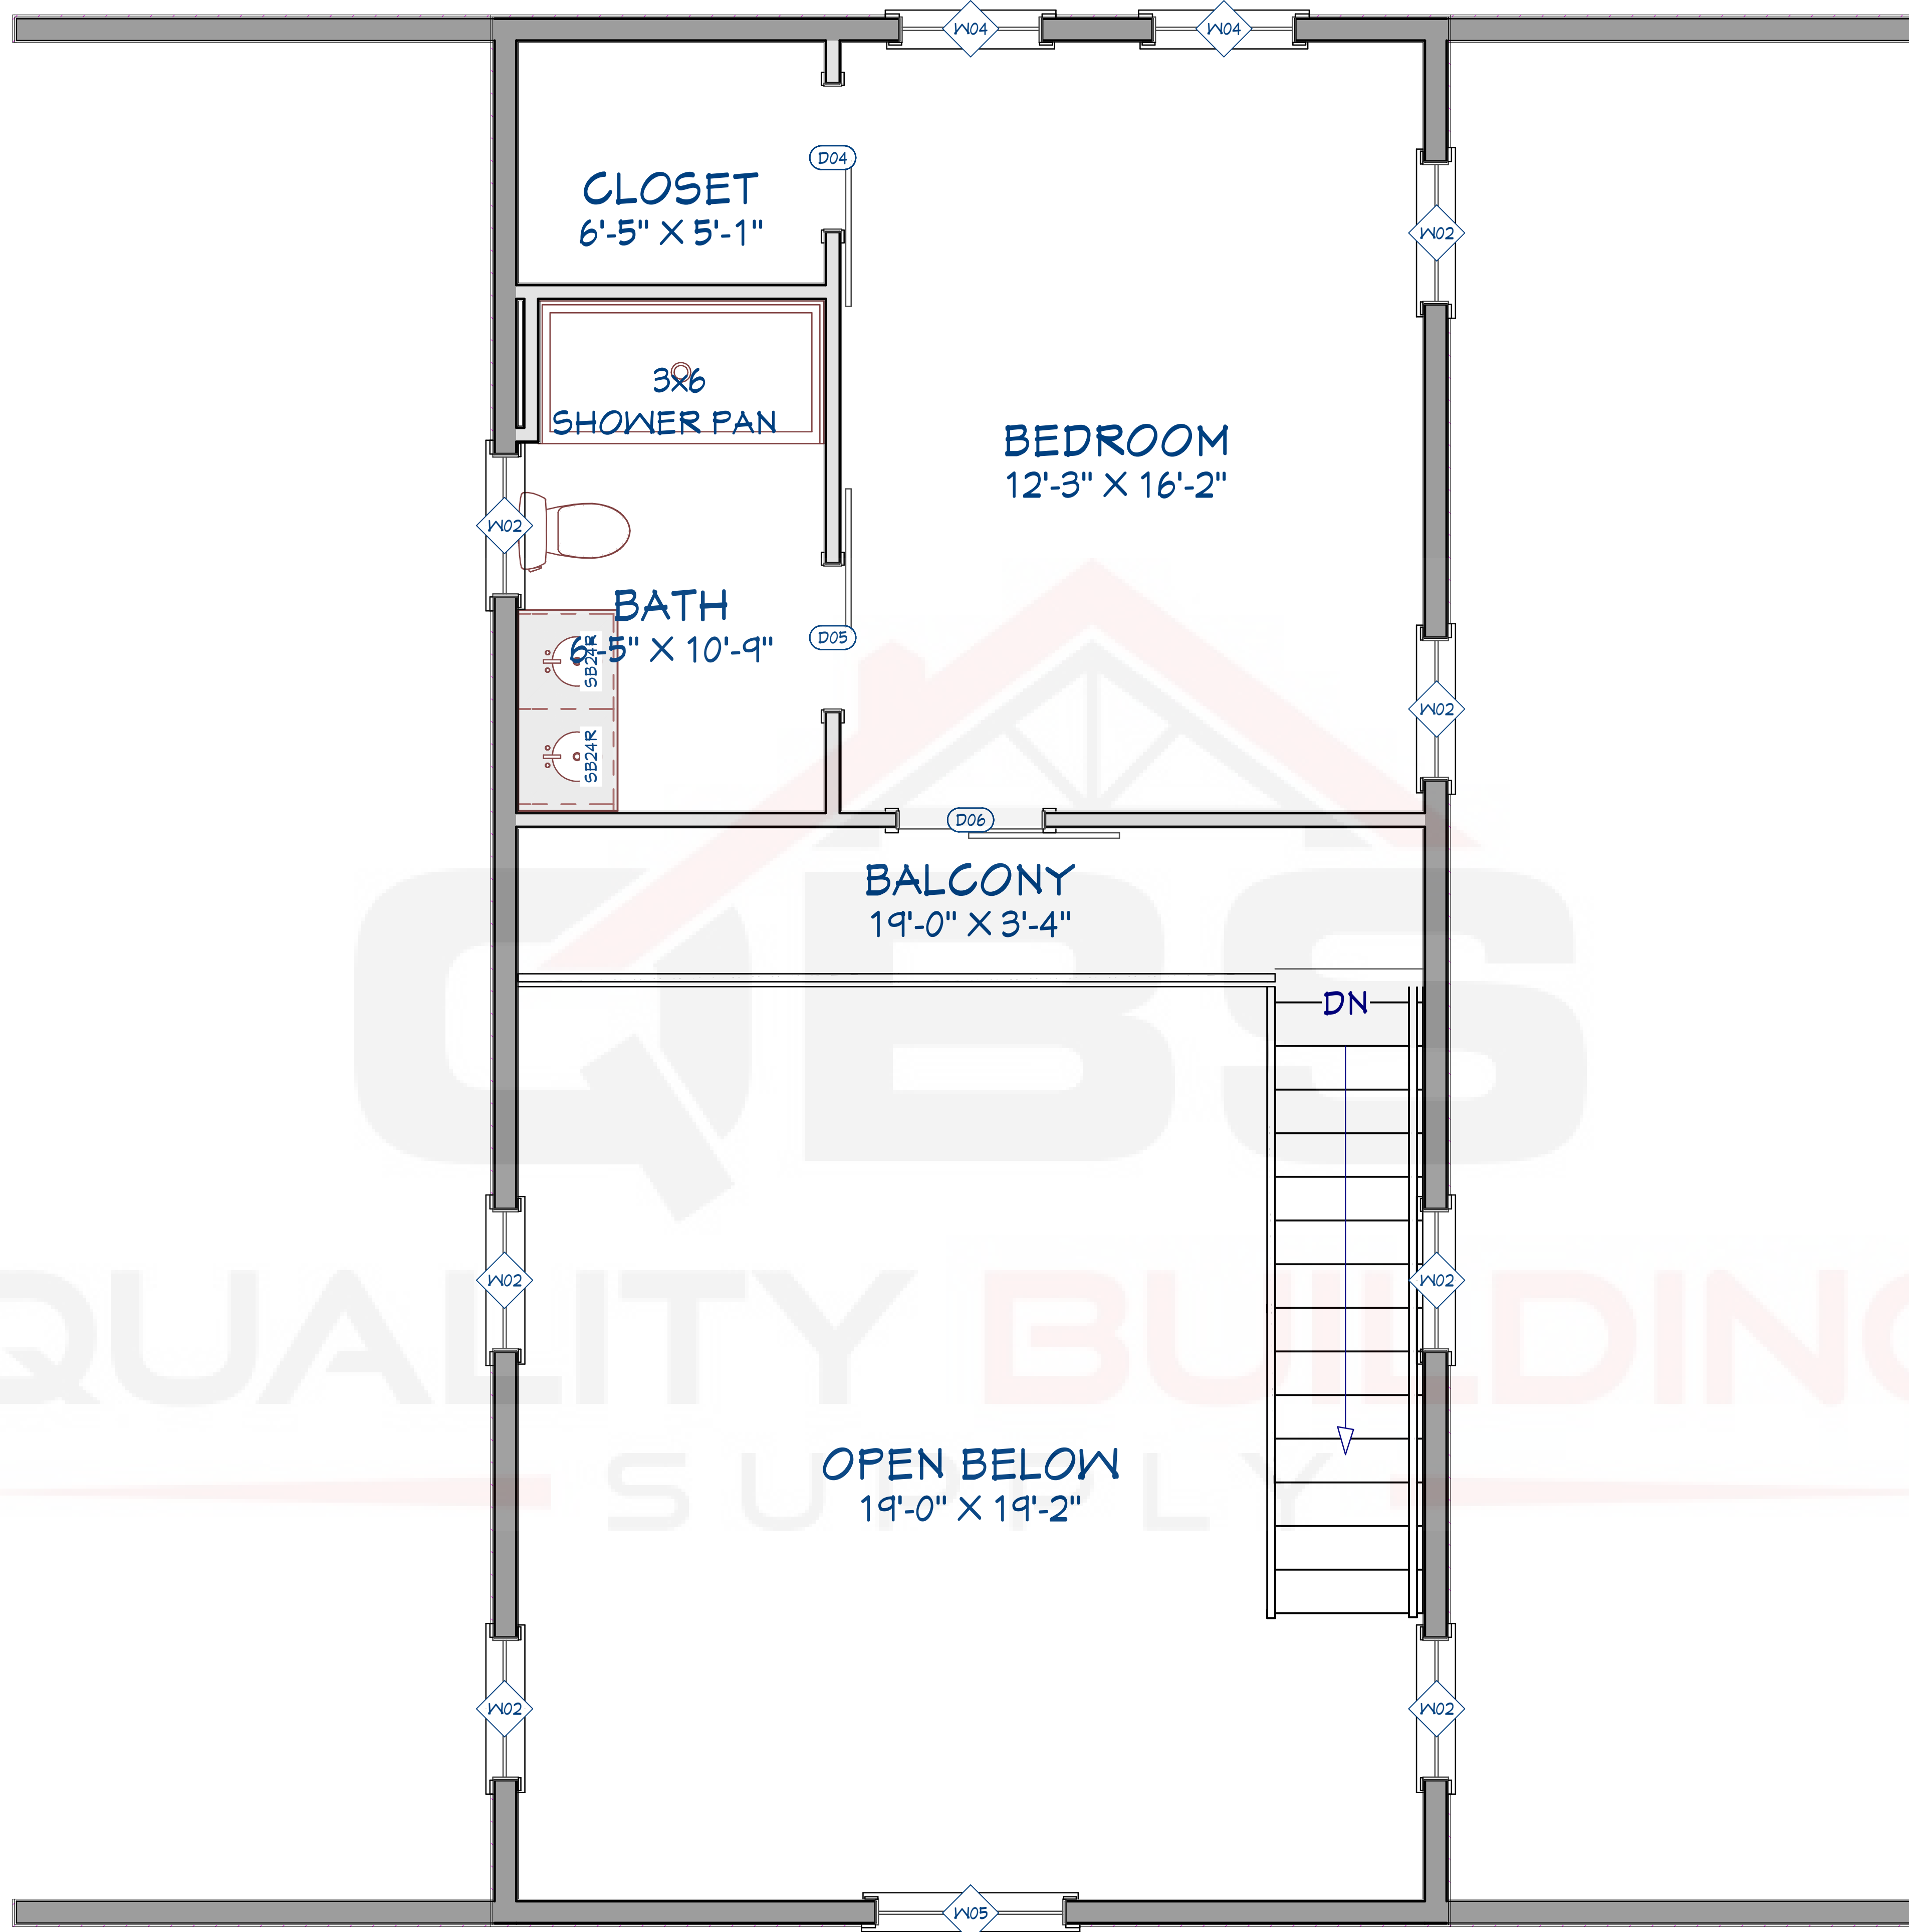 W04
W04
D04
CLOSET
6'-5" X 5'-1"
W02
3X6
SHOWER PAN
BEDROOM
12'-3" X 16'-2"
W02
BATH
6'-5" X 10'-9"
D05
SB24R
W02
SB24R
D06
BALCONY
19'-0" X 3'-4"
QBS
DN
W02
W02
QUALITY BUILDING
OPEN BELOW
SUPPLY
19'-0" X 19'-2"
W02
W02
W05